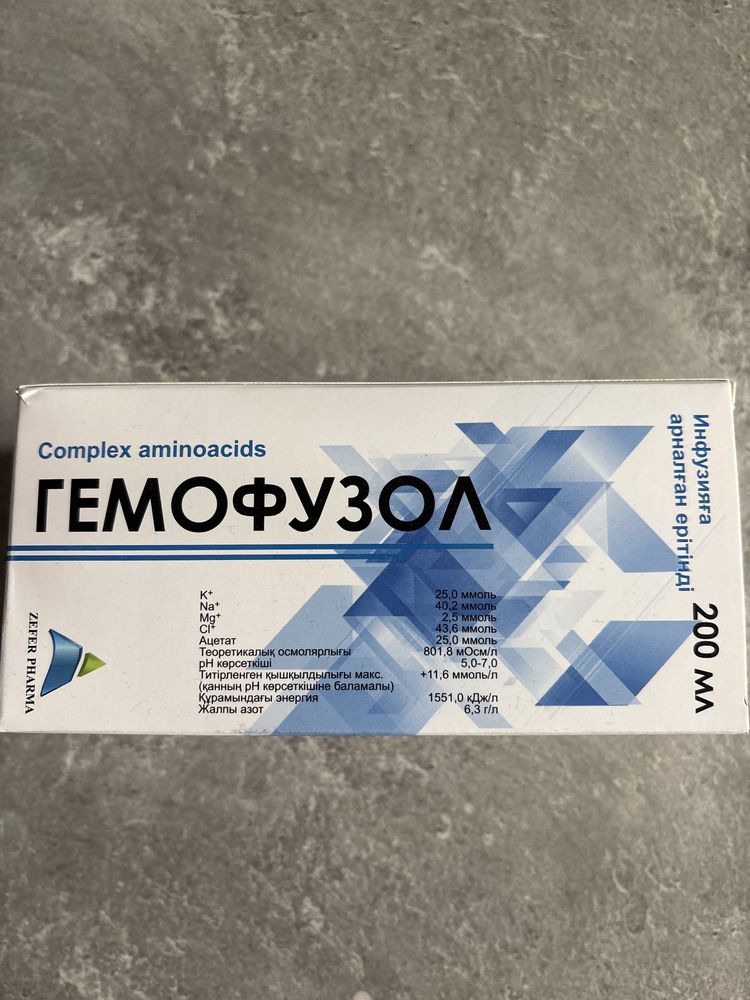 Complex aminoacids
ГЕМОФУЗОЛ
K⁺ 25,0 ммоль
Na⁺ 40,2 ммоль
Mg⁺ 2,5 ммоль
Cl⁺ 43,6 ммоль
Ацетат 25,0 ммоль
Теоретикалық осмолярлығы 801,8 мОсм/л
pH көрсеткіші 5,0-7,0
Титірленген қышқылдылығы макс. +11,6 ммоль/л
(қанның pH көрсеткішіне баламалы)
Құрамындағы энергия 1551,0 кДж/л
Жалпы азот 6,3 г/л
ZEFER PHARMA
Инфузияға
арналған ерітінді
200 мл